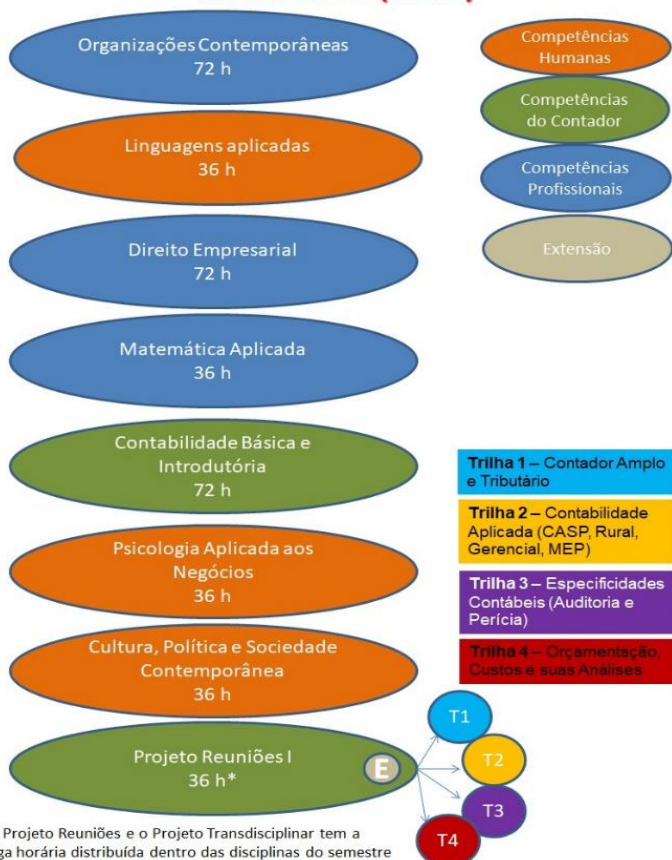 Organizações Contemporâneas
72 h
Linguagens aplicadas
36 h
Direito Empresarial
72 h
Matemática Aplicada
36 h
Contabilidade Básica e
Introdutória
72 h
Psicologia Aplicada aos
Negócios
36 h
Cultura, Política e Sociedade
Contemporânea
36 h
Projeto Reuniões I
36 h*
E
Competências
Humanas
Competências
do Contador
Competências
Profissionais
Extensão
Trilha 1 – Contador Amplo
e Tributário
Trilha 2 – Contabilidade
Aplicada (CASP, Rural,
Gerencial, MEP)
Trilha 3 – Especificidades
Contábeis (Auditoria e
Perícia)
Trilha 4 – Orçamentação,
Custos e suas Análises
T1
T2
T3
T4
Projeto Reuniões e o Projeto Transdisciplinar tem a
ga horária distribuída dentro das disciplinas do semestre